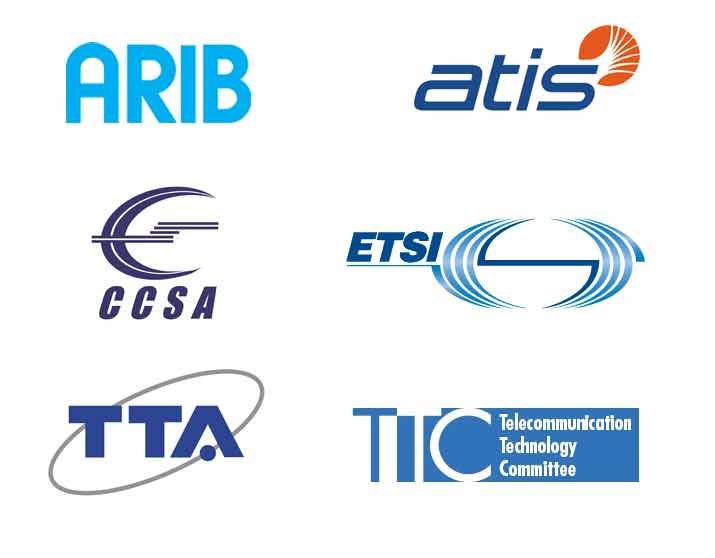 ARIB
atis
CCSA
ETSI
TTA
TTC
Telecommunication
Technology
Committee